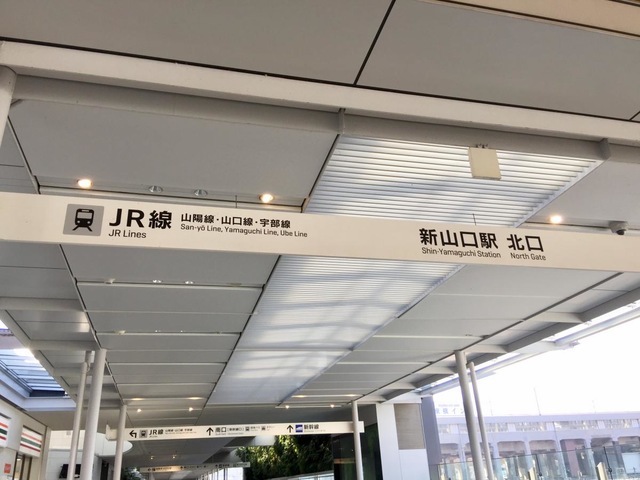 JR線 山陽線・山口線・宇部線
JR Lines San-yō Line, Yamaguchi Line, Ube Line
新山口駅 北口
Shin-Yamaguchi Station North Gate
JR線
南口
新幹線